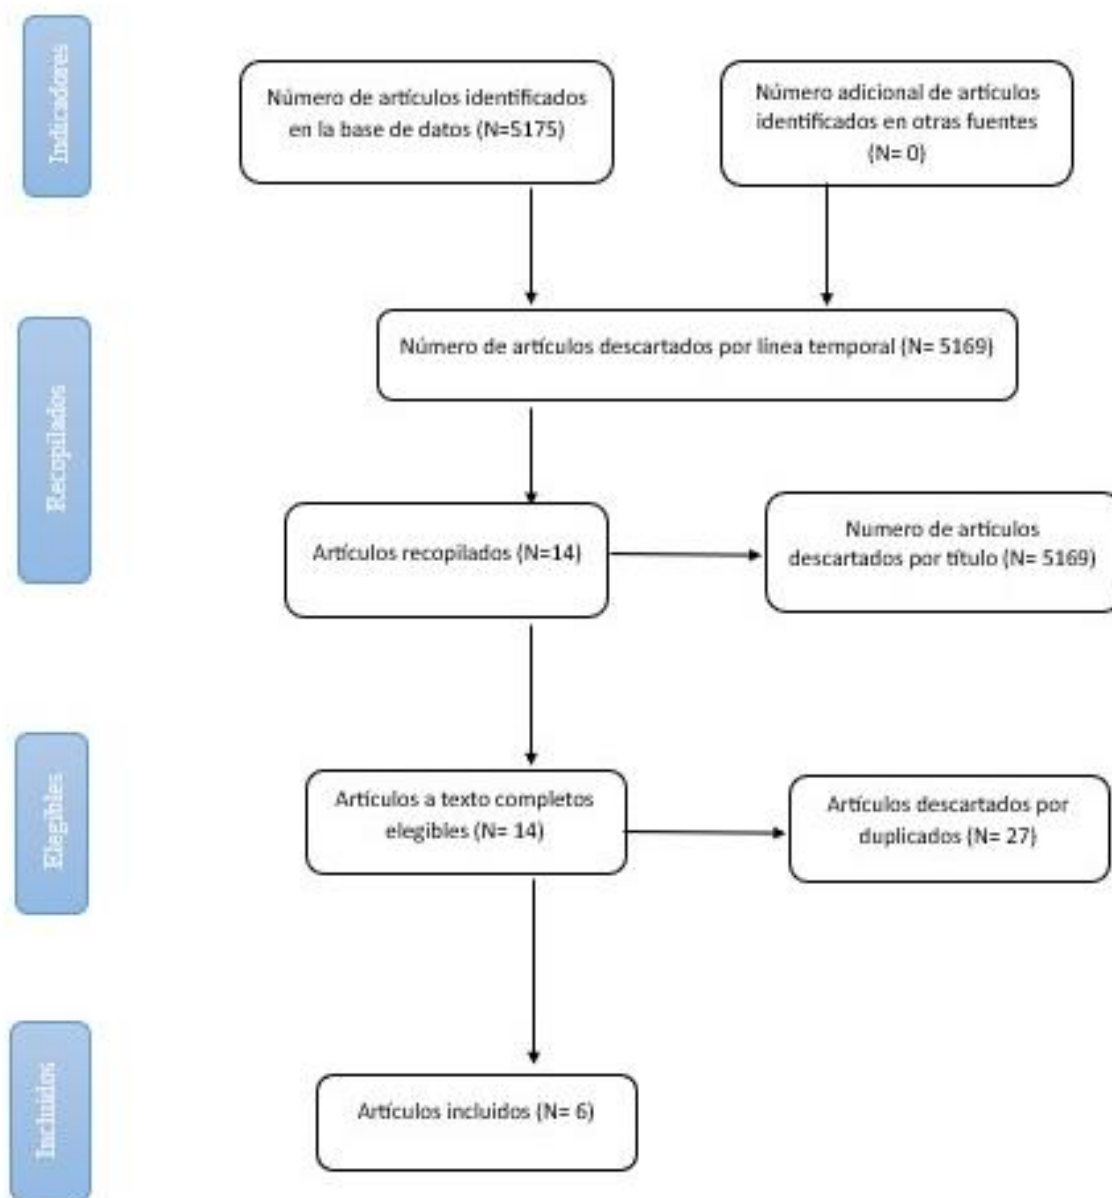 Indicadores
Número de artículos identificados
en la base de datos (N=5175)
Número adicional de artículos
identificados en otras fuentes
(N= 0)
Recopilados
Número de artículos descartados por línea temporal (N= 5169)
Artículos recopilados (N=14)
Numero de artículos
descartados por título (N= 5169)
Elegibles
Artículos a texto completos
elegibles (N= 14)
Artículos descartados por
duplicados (N= 27)
Incluidos
Artículos incluidos (N= 6)